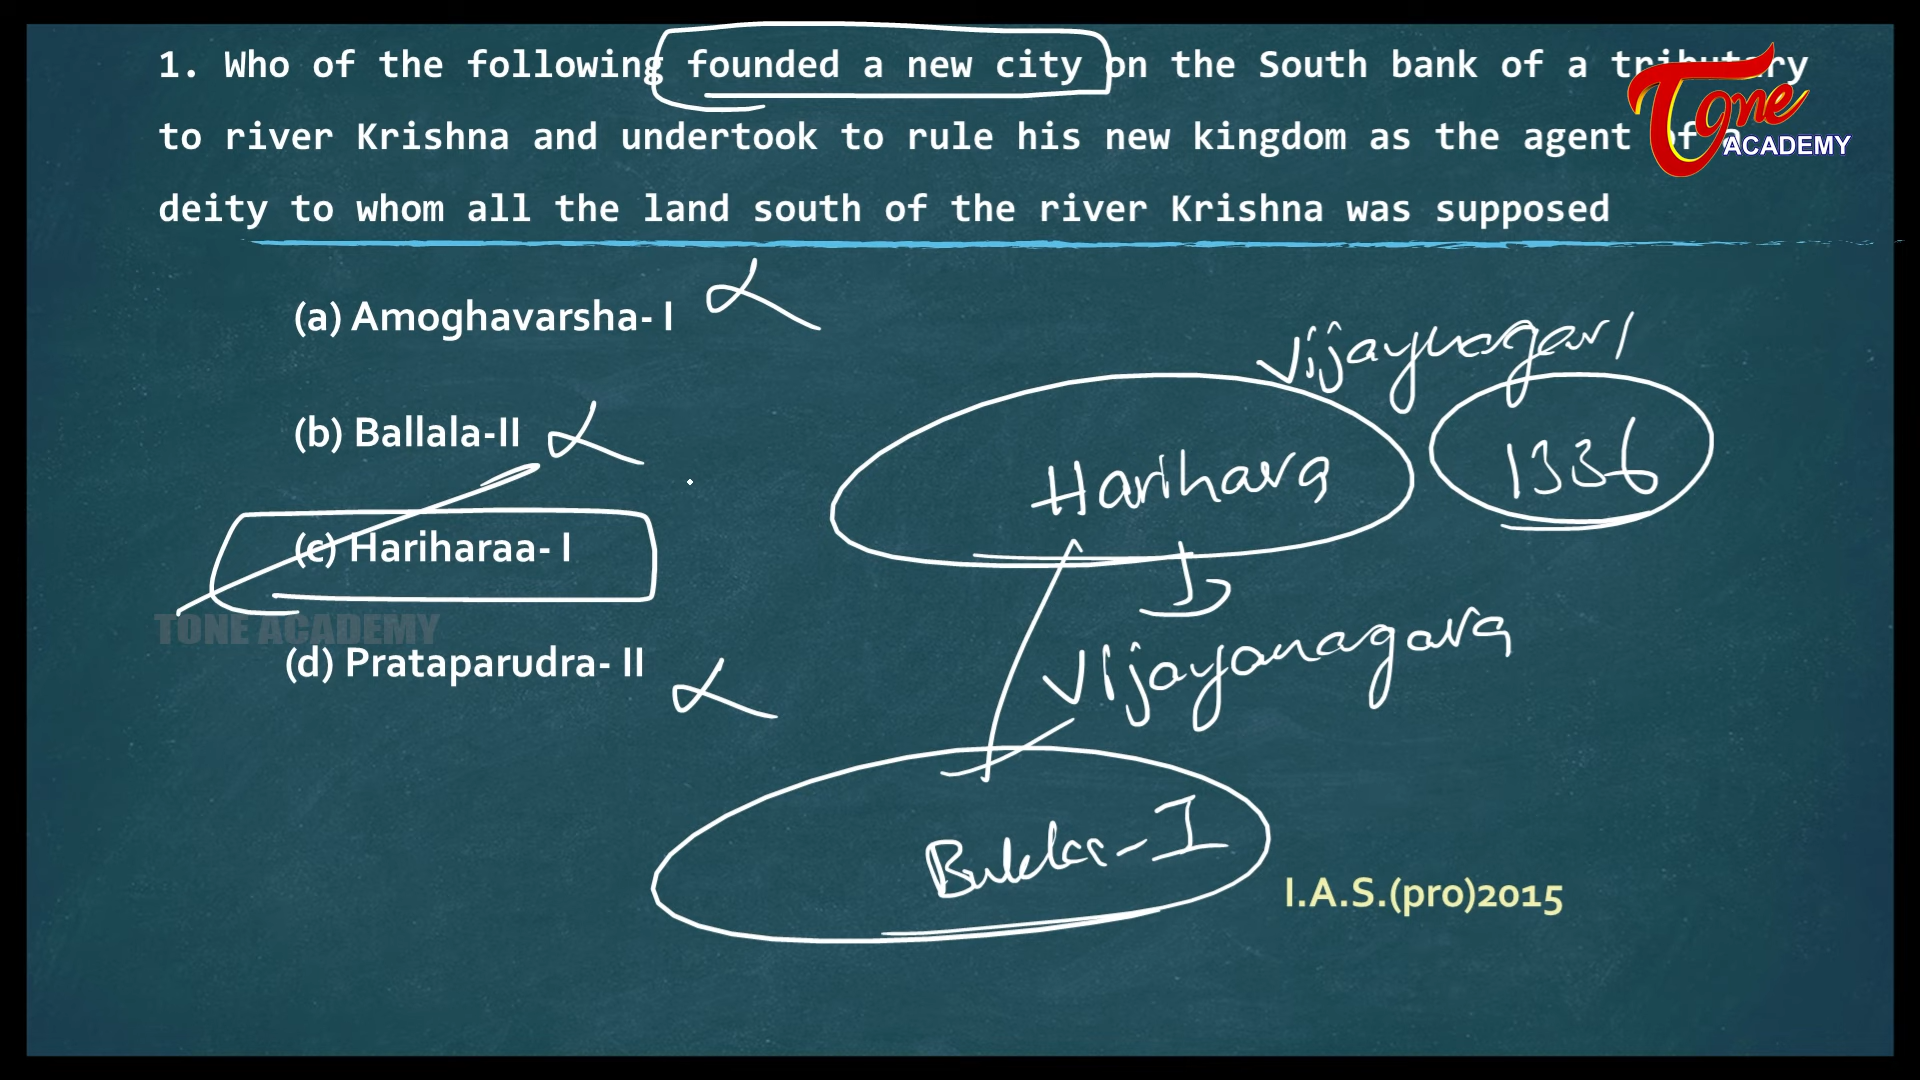 1. Who of the following founded a new city on the South bank of a tributary
to river Krishna and undertook to rule his new kingdom as the agent of a
deity to whom all the land south of the river Krishna was supposed
Tone
ACADEMY
(a) Amoghavarsha- I
(b) Ballala-II
(c) Hariharaa- I
TONE ACADEMY
(d) Prataparudra- II
Vijaynagar
1336
Harihara
Vijayanagara
Bukka-I
I.A.S.(pro)2015